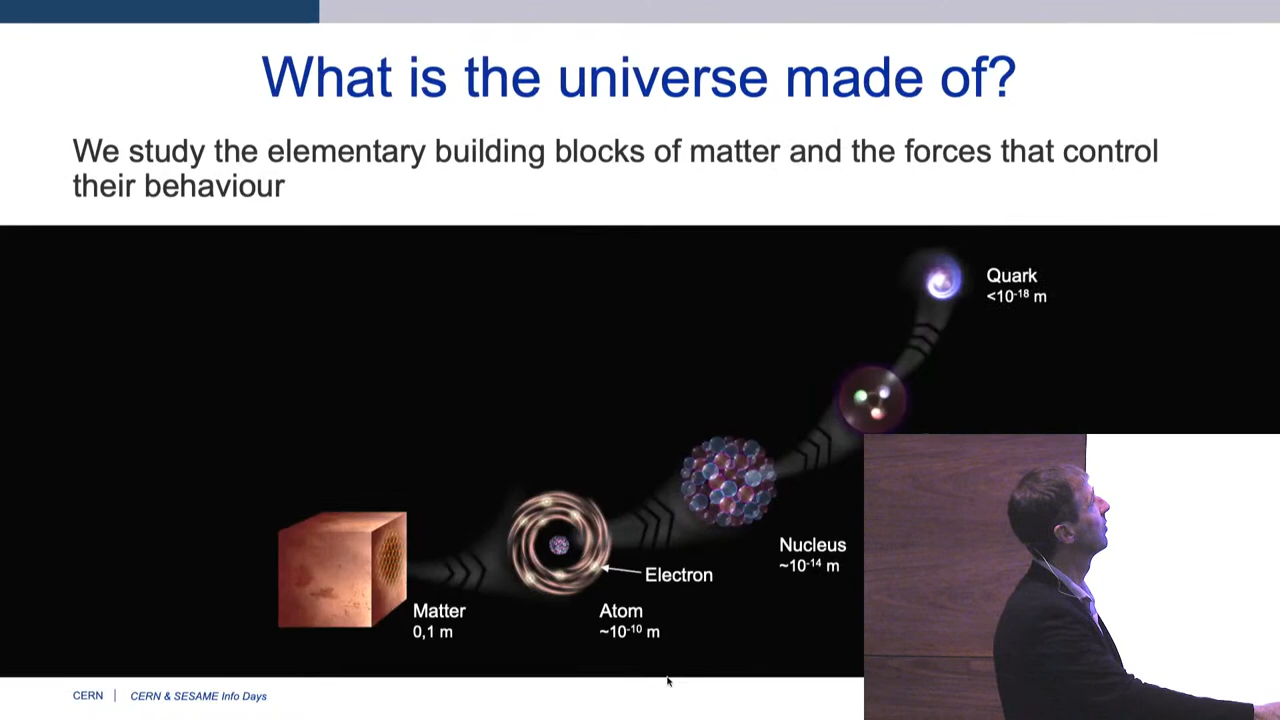 What is the universe made of?
We study the elementary building blocks of matter and the forces that control
their behaviour
Quark
<10⁻¹⁸ m
Nucleus
~10⁻¹⁴ m
Electron
Matter
0,1 m
Atom
~10⁻¹⁰ m
CERN | CERN & SESAME Info Days